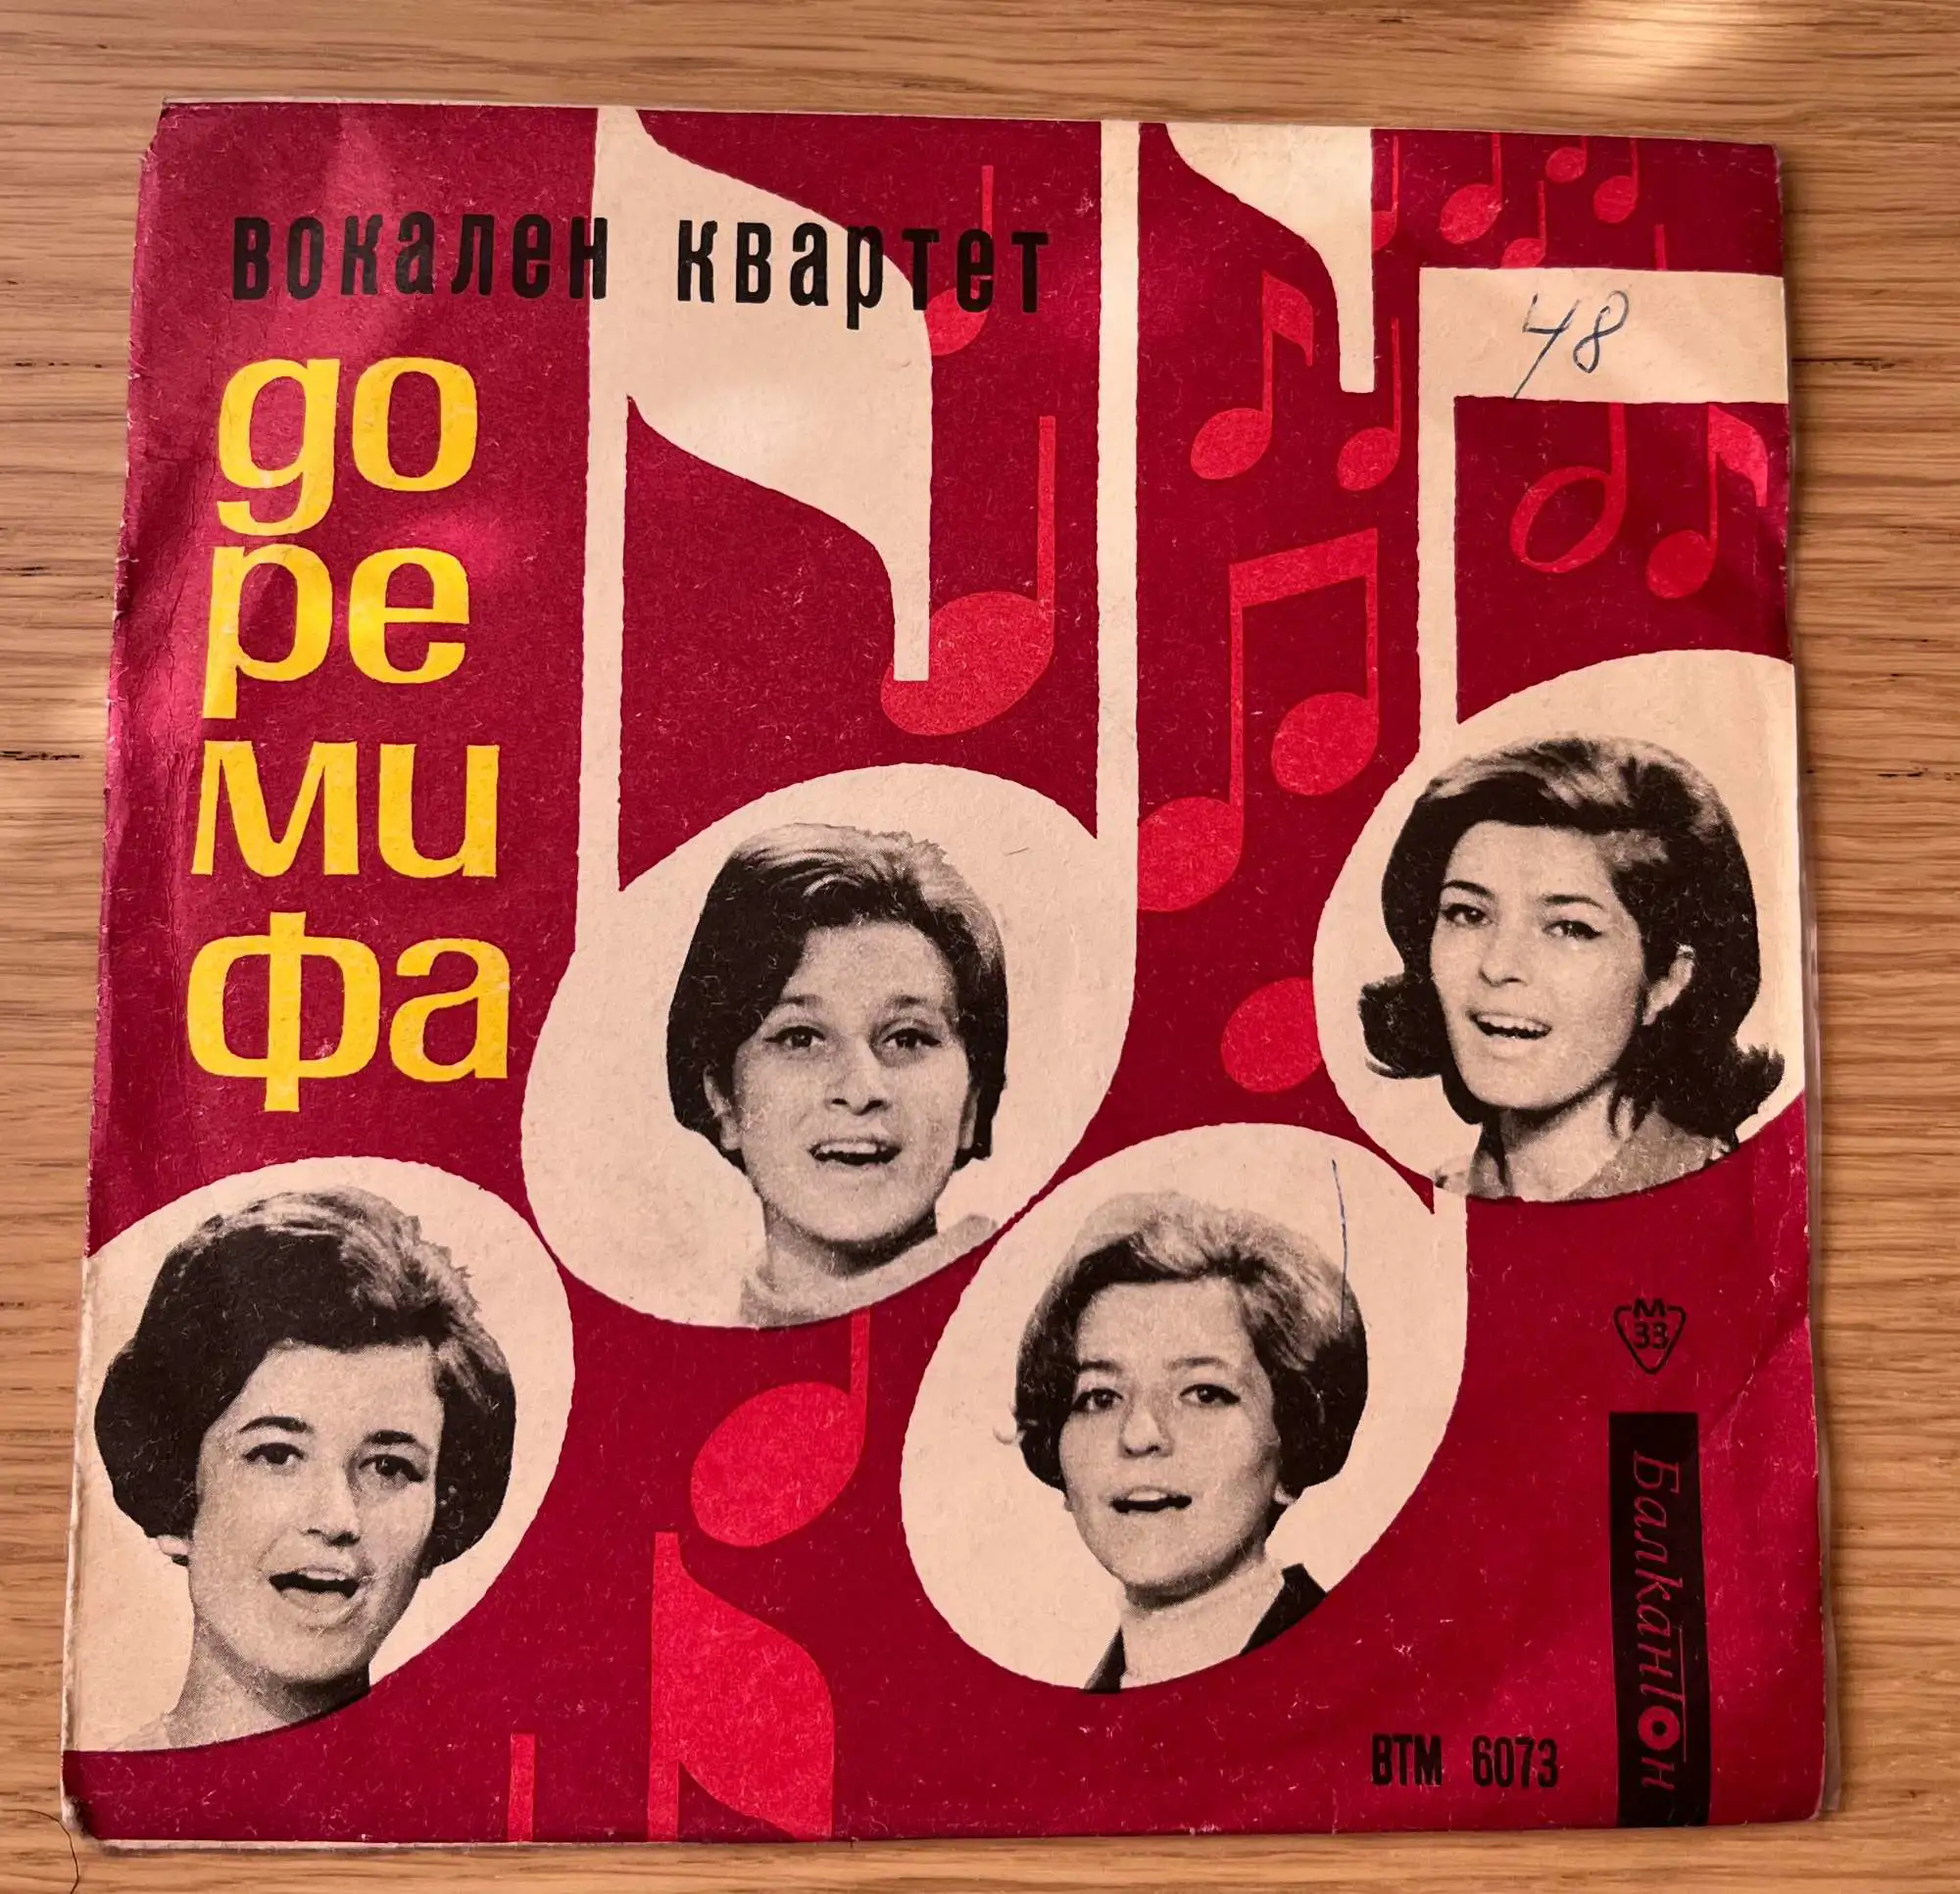 вокален квартет
до
ре
ми
фа
48
М
33
Балкантон
ВТМ 6073